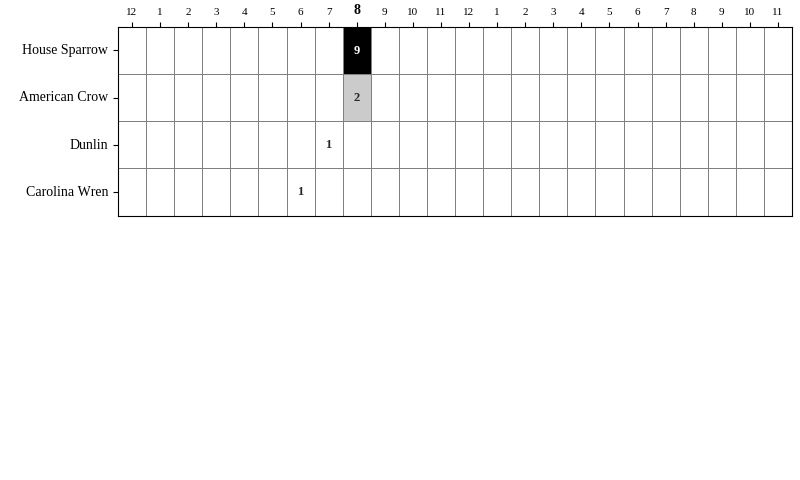 12 1 2 3 4 5 6 7 8 9 10 11 12 1 2 3 4 5 6 7 8 9 10 11
House Sparrow 9
American Crow 2
Dunlin 1
Carolina Wren 1